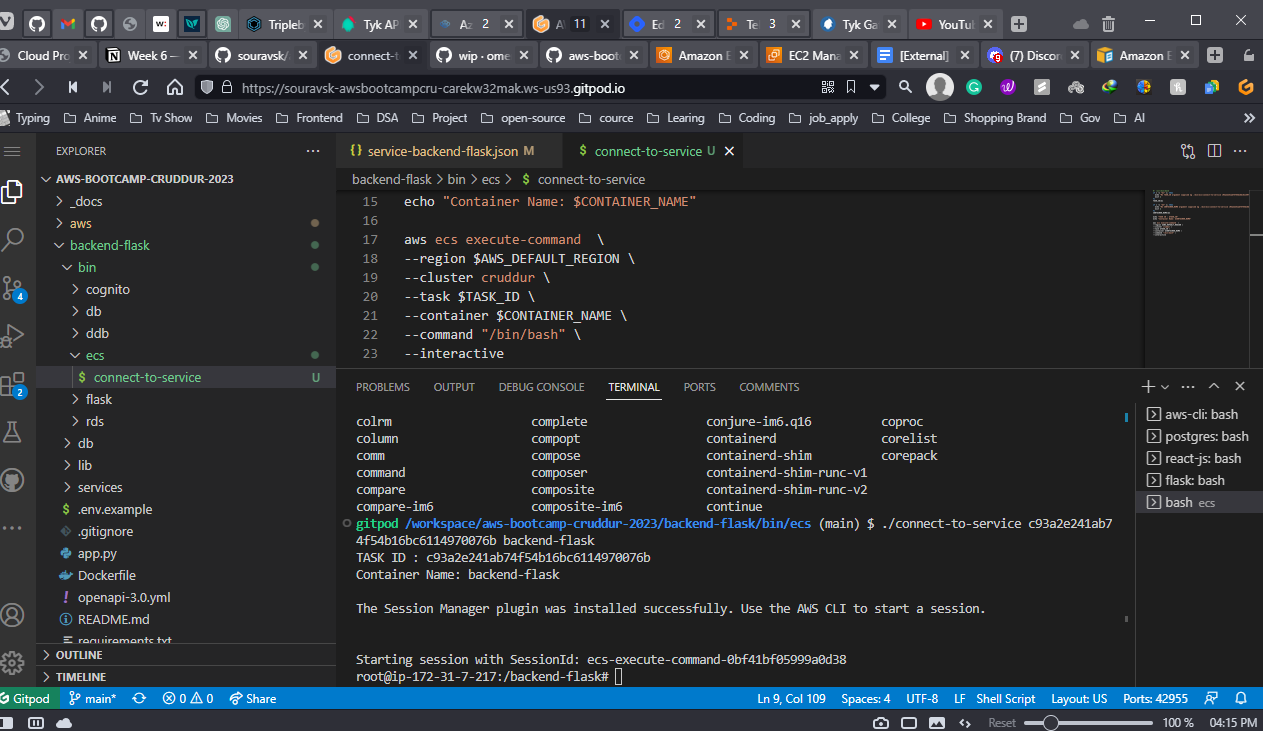 Tripleb
Tyk AP
Az 2
A 11
Ed 2
Te 3
Tyk Ga
YouTu
Cloud Pro
Week 6 —
souravsk/
connect-t
wip · ome
aws-boot
Amazon E
EC2 Mana
[External]
(7) Discor
Amazon E
https://souravsk-awsbootcampcru-carekw32mak.ws-us93.gitpod.io
Typing
Anime
Tv Show
Movies
Frontend
DSA
Project
open-source
cource
Learing
Coding
job_apply
College
Shopping Brand
Gov
AI
EXPLORER
AWS-BOOTCAMP-CRUDDUR-2023
_docs
aws
backend-flask
bin
cognito
db
ddb
ecs
$ connect-to-service U
flask
rds
db
lib
services
$ .env.example
.gitignore
app.py
Dockerfile
! openapi-3.0.yml
README.md
requirements.txt
OUTLINE
TIMELINE
4
2
{} service-backend-flask.json M
$ connect-to-service U
backend-flask > bin > ecs > $ connect-to-service
15 echo "Container Name: $CONTAINER_NAME"
16
17 aws ecs execute-command \
18 --region $AWS_DEFAULT_REGION \
19 --cluster cruddur \
20 --task $TASK_ID \
21 --container $CONTAINER_NAME \
22 --command "/bin/bash" \
23 --interactive
PROBLEMS OUTPUT DEBUG CONSOLE TERMINAL PORTS COMMENTS
colrm complete conjure-im6.q16 coproc
column compopt containerd corelist
comm compose containerd-shim corepack
command composer containerd-shim-runc-v1
compare composite containerd-shim-runc-v2
compare-im6 composite-im6 continue
gitpod /workspace/aws-bootcamp-cruddur-2023/backend-flask/bin/ecs (main) $ ./connect-to-service c93a2e241ab7
4f54b16bc6114970076b backend-flask
TASK ID : c93a2e241ab74f54b16bc6114970076b
Container Name: backend-flask
The Session Manager plugin was installed successfully. Use the AWS CLI to start a session.
Starting session with SessionId: ecs-execute-command-0bf41bf05999a0d38
root@ip-172-31-7-217:/backend-flask#
aws-cli: bash
postgres: bash
react-js: bash
flask: bash
bash ecs
Gitpod
main*
0 0
Share
Ln 9, Col 109
Spaces: 4
UTF-8
LF
Shell Script
Layout: US
Ports: 42955
Reset
100 %
04:15 PM